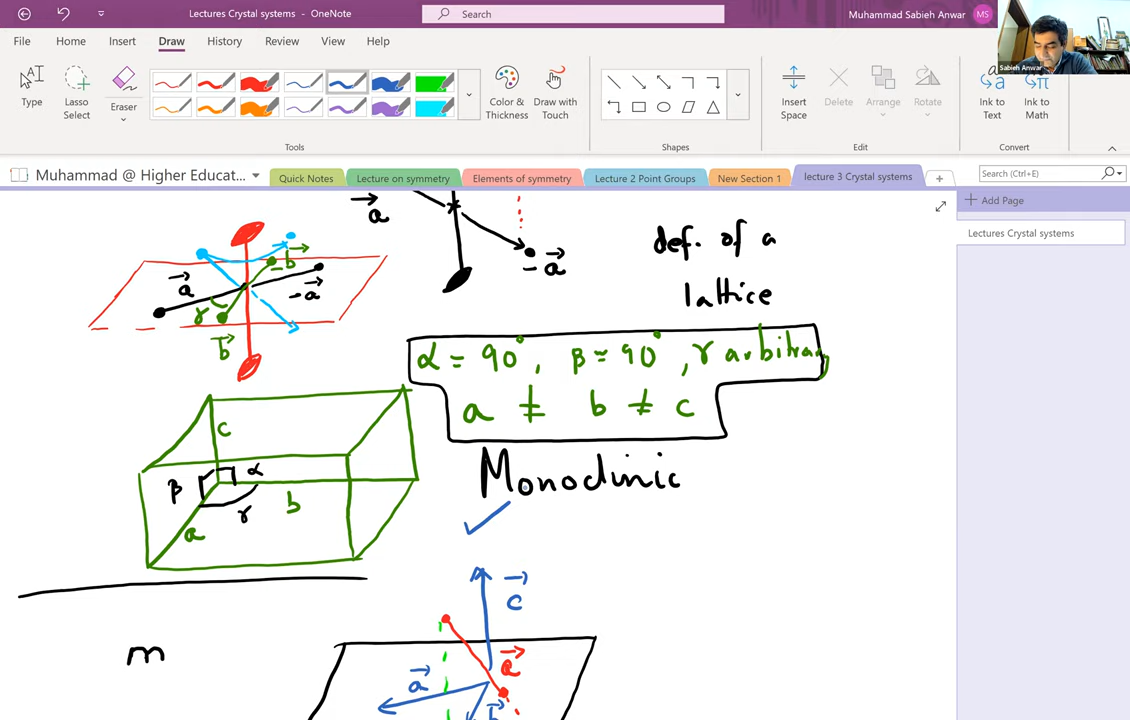 Lectures Crystal systems - OneNote
Search
Muhammad Sabieh Anwar
MS
Sabieh Anwar
File
Home
Insert
Draw
History
Review
View
Help
Type
Lasso
Select
Eraser
Color &
Thickness
Draw with
Touch
Insert
Space
Delete
Arrange
Rotate
Ink to
Text
Ink to
Math
Tools
Shapes
Edit
Convert
Muhammad @ Higher Educat...
Quick Notes
Lecture on symmetry
Elements of symmetry
Lecture 2 Point Groups
New Section 1
lecture 3 Crystal systems
Search (Ctrl+E)
Add Page
Lectures Crystal systems
a
-a
def. of a
lattice
-b
a
-a
γ
b
α = 90°, β = 90°, γ arbitrary
a ≠ b ≠ c
Monoclinic
c
α
β
γ
b
a
m
c
a
a
b